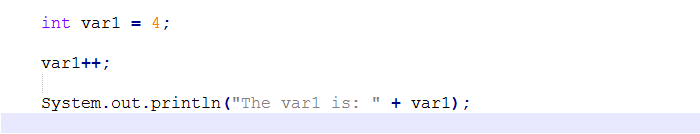 int var1 = 4;
var1++;
System.out.println("The var1 is: " + var1);